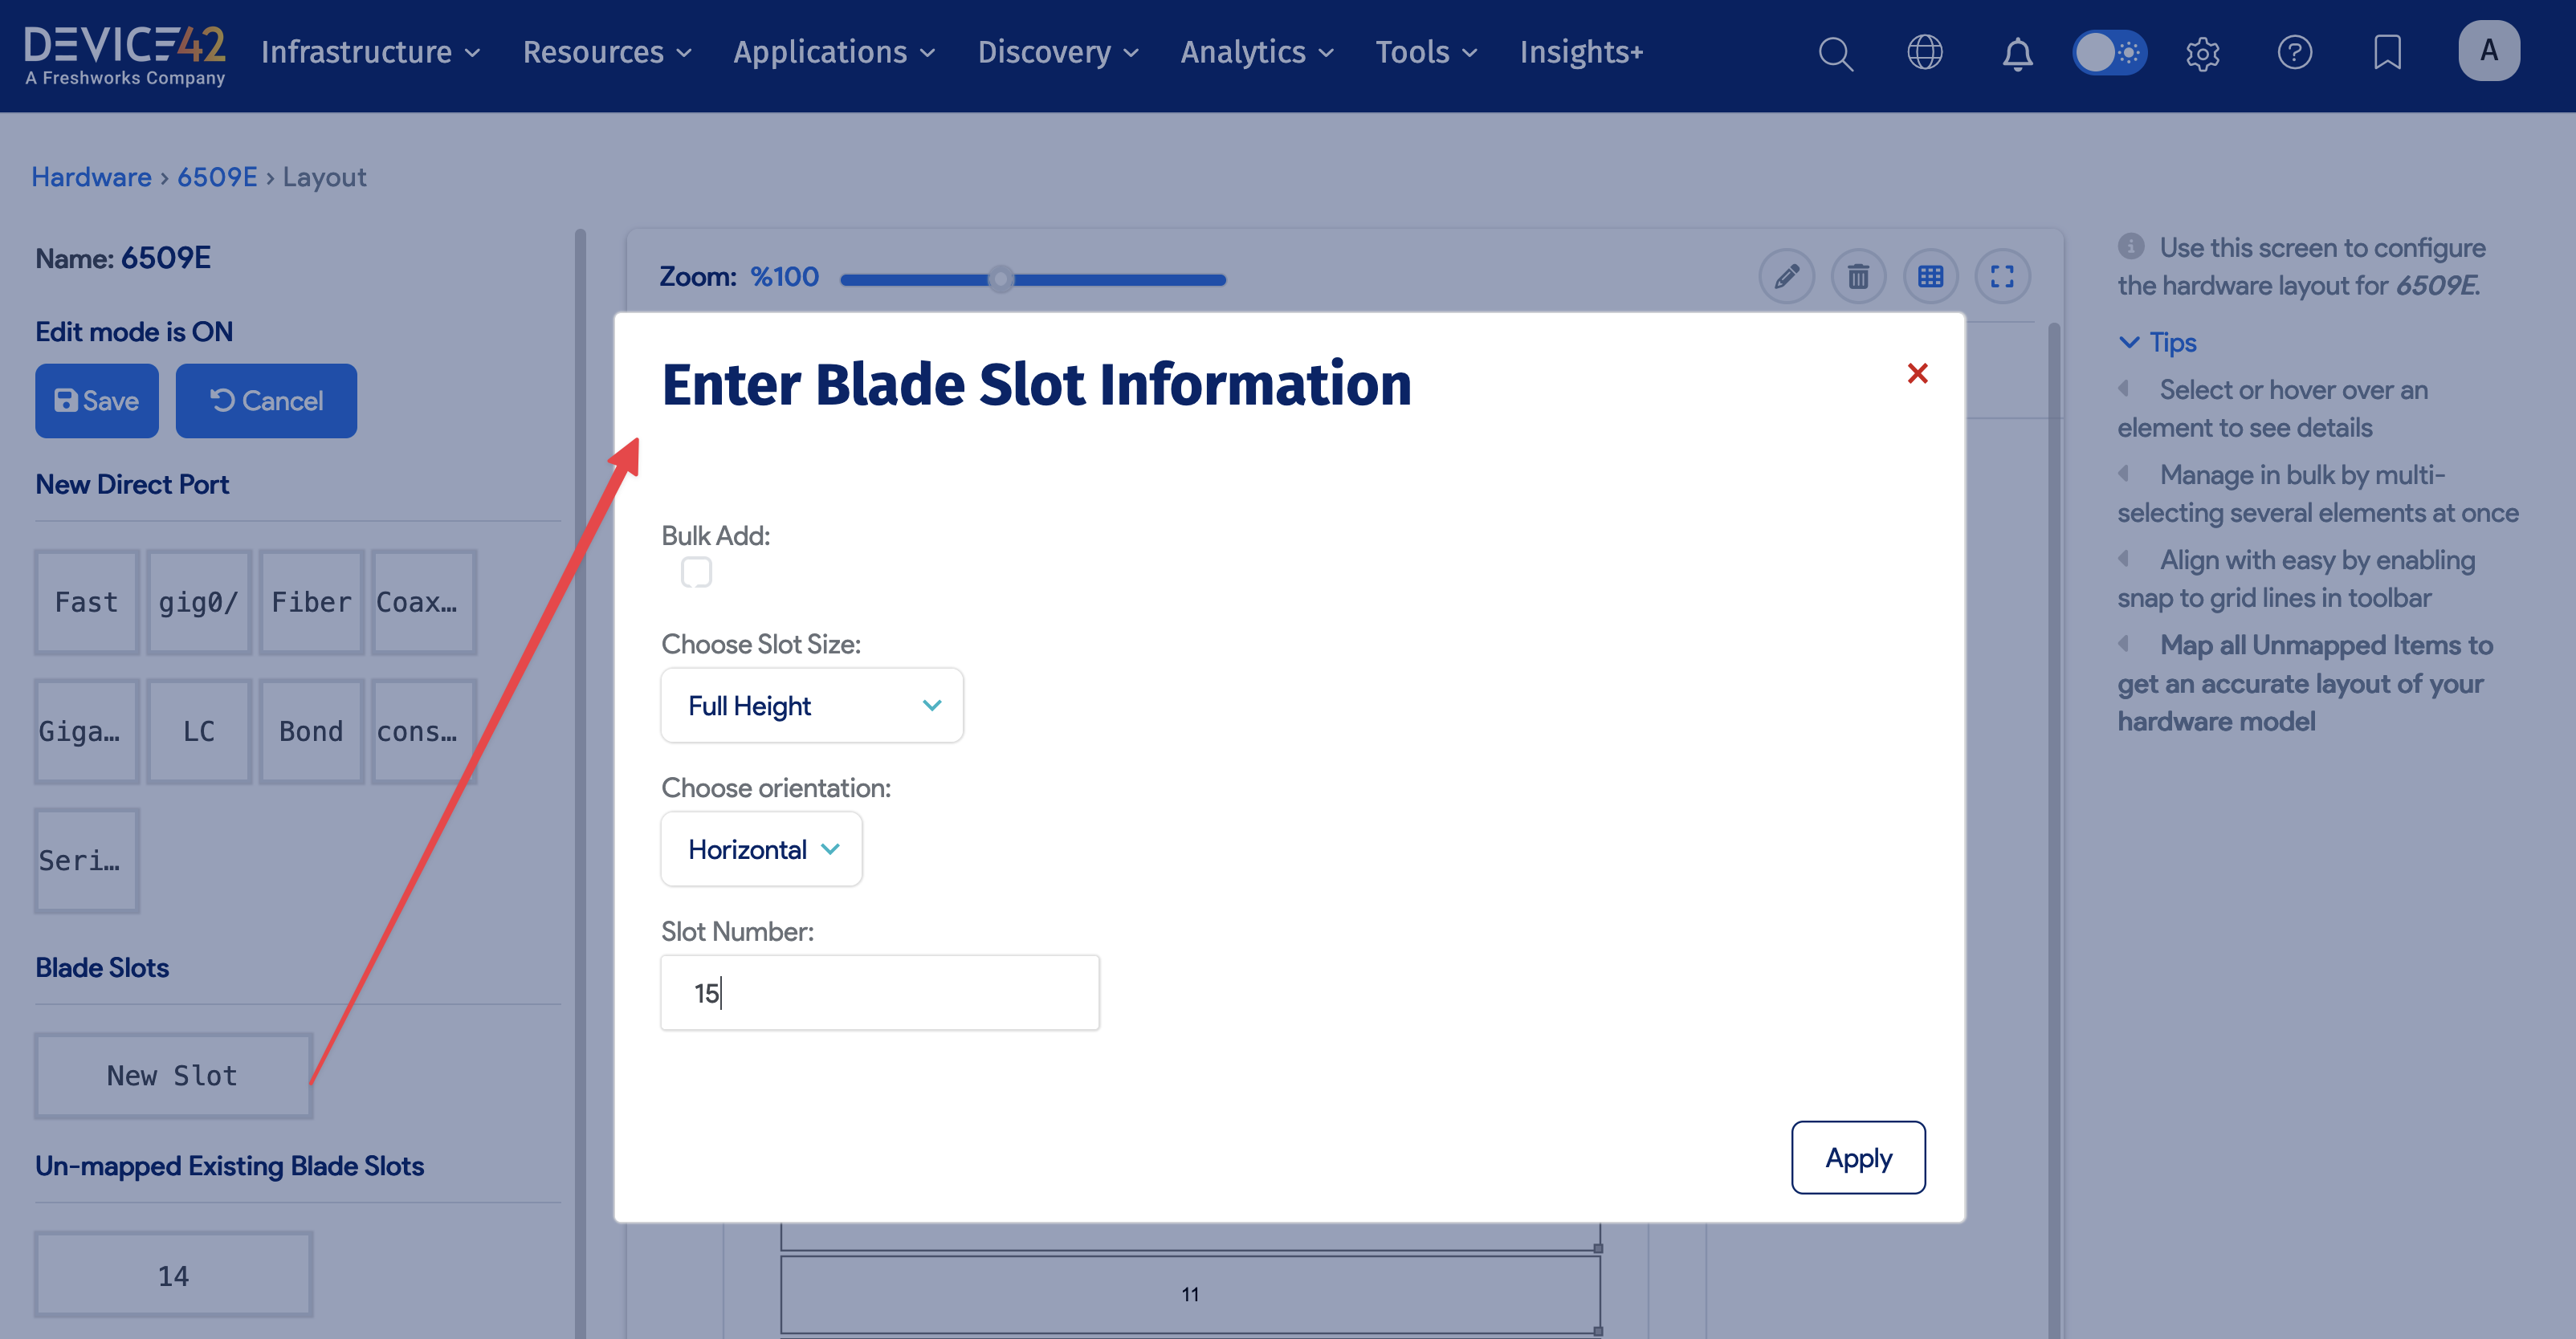 DEVICE42
A Freshworks Company
Infrastructure
Resources
Applications
Discovery
Analytics
Tools
Insights+
A
Hardware › 6509E › Layout
Name: 6509E
Edit mode is ON
Save
Cancel
New Direct Port
Fast
gig0/
Fiber
Coax…
Giga…
LC
Bond
cons…
Seri…
Blade Slots
New Slot
Un-mapped Existing Blade Slots
14
Zoom: %100
Enter Blade Slot Information
Bulk Add:
Choose Slot Size:
Full Height
Choose orientation:
Horizontal
Slot Number:
15
Apply
11
Use this screen to configure
the hardware layout for 6509E.
Tips
Select or hover over an
element to see details
Manage in bulk by multi-
selecting several elements at once
Align with easy by enabling
snap to grid lines in toolbar
Map all Unmapped Items to
get an accurate layout of your
hardware model